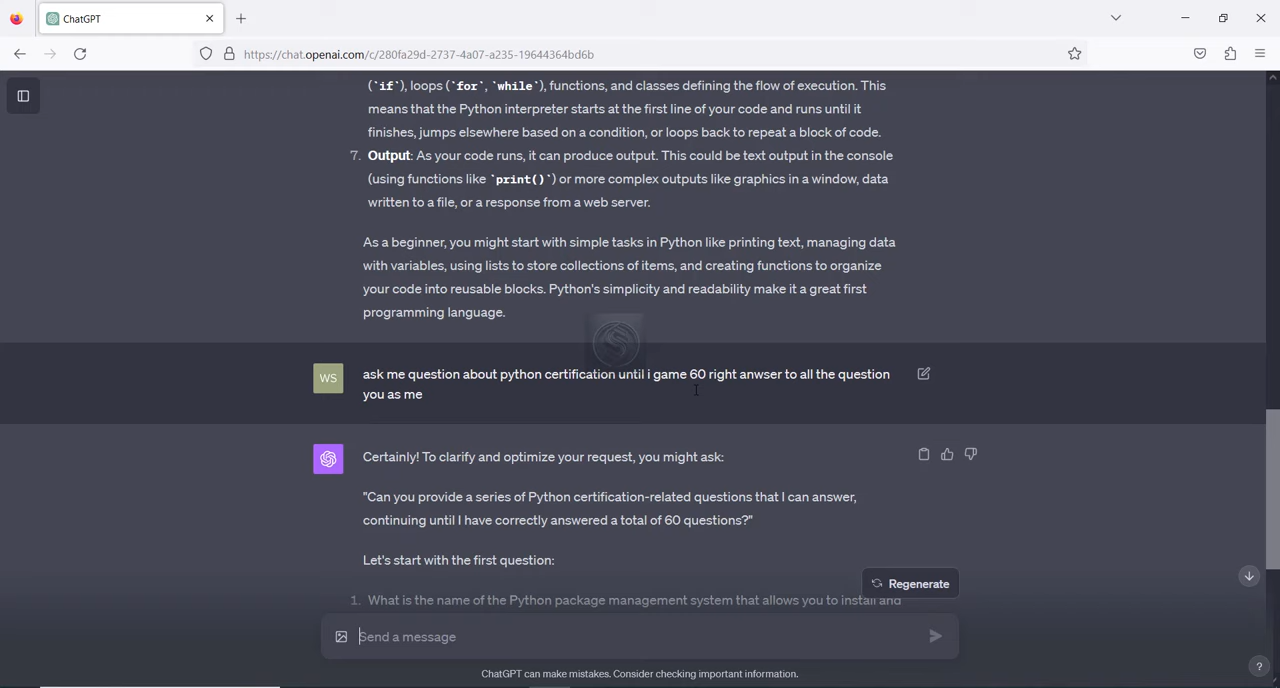 ChatGPT
https://chat.openai.com/c/280fa29d-2737-4a07-a235-19644364bd6b
(`if`), loops (`for`, `while`), functions, and classes defining the flow of execution. This
means that the Python interpreter starts at the first line of your code and runs until it
finishes, jumps elsewhere based on a condition, or loops back to repeat a block of code.
7. Output: As your code runs, it can produce output. This could be text output in the console
(using functions like `print()`) or more complex outputs like graphics in a window, data
written to a file, or a response from a web server.
As a beginner, you might start with simple tasks in Python like printing text, managing data
with variables, using lists to store collections of items, and creating functions to organize
your code into reusable blocks. Python's simplicity and readability make it a great first
programming language.
WS
ask me question about python certification until i game 60 right anwser to all the question
you as me
Certainly! To clarify and optimize your request, you might ask:
"Can you provide a series of Python certification-related questions that I can answer,
continuing until I have correctly answered a total of 60 questions?"
Let's start with the first question:
Regenerate
1. What is the name of the Python package management system that allows you to install and
Send a message
ChatGPT can make mistakes. Consider checking important information.
?